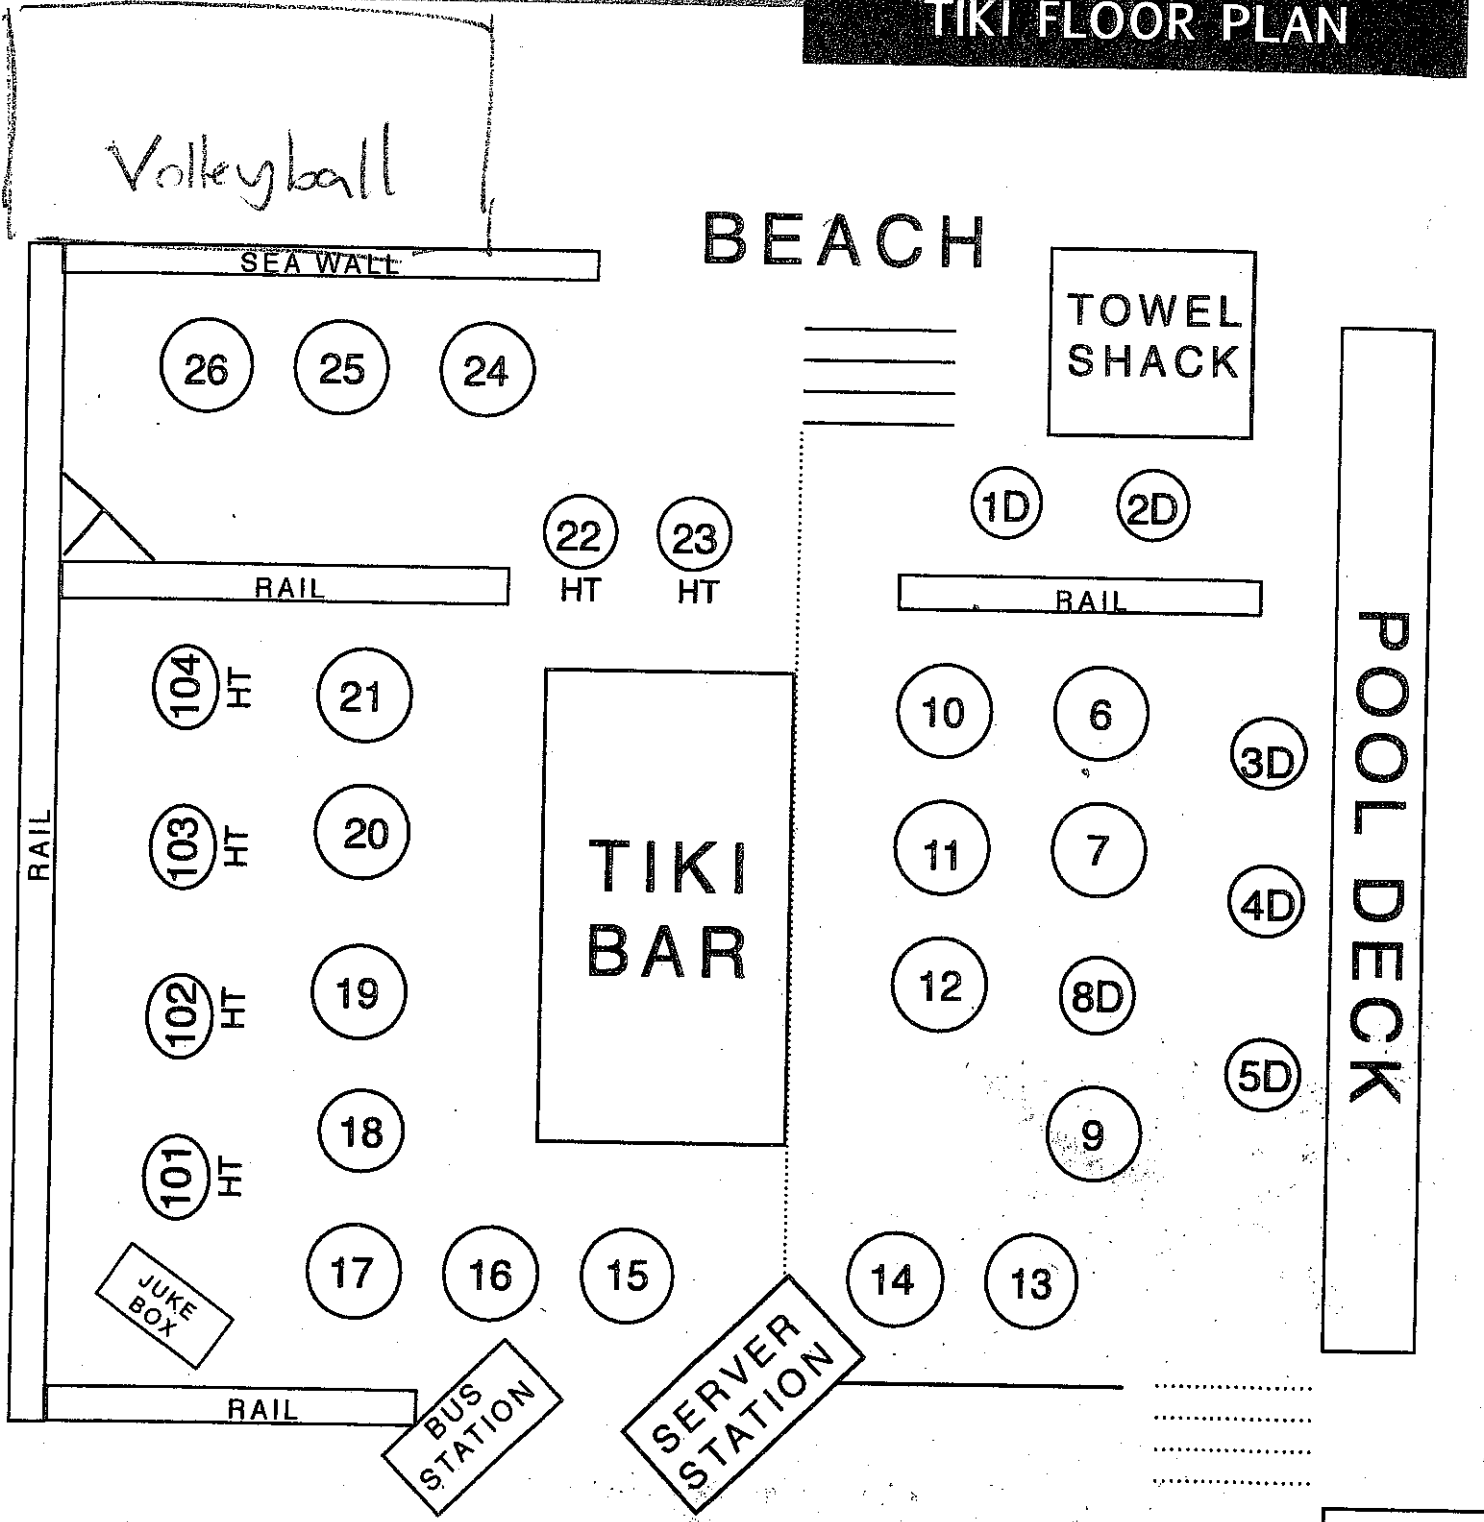 TIKI FLOOR PLAN
Volleyball
BEACH
SEA WALL
TOWEL
SHACK
26
25
24
1D
2D
22
HT
23
HT
RAIL
RAIL
104
HT
21
10
6
3D
POOL DECK
RAIL
103
HT
20
TIKI
BAR
11
7
4D
102
HT
19
12
8D
5D
101
HT
18
9
17
16
15
14
13
JUKE
BOX
SERVER
STATION
RAIL
BUS
STATION